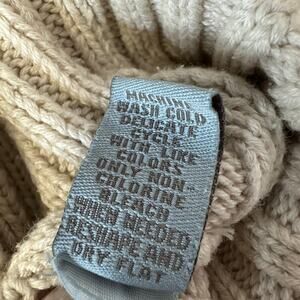 MACHINE
WASH COLD
DELICATE
CYCLE
WITH LIKE
COLORS
ONLY NON-
CHLORINE
BLEACH
WHEN NEEDED
RESHAPE AND
DRY FLAT